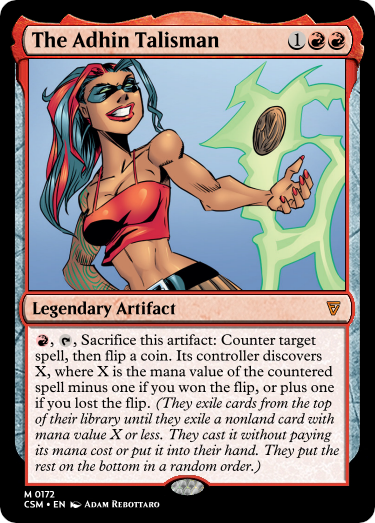 The Adhin Talisman 1
Legendary Artifact
, , Sacrifice this artifact: Counter target
spell, then flip a coin. Its controller discovers
X, where X is the mana value of the countered
spell minus one if you won the flip, or plus one
if you lost the flip. (They exile cards from the top
of their library until they exile a nonland card with
mana value X or less. They cast it without paying
its mana cost or put it into their hand. They put the
rest on the bottom in a random order.)
M 0172
CSM • EN Adam Rebottaro